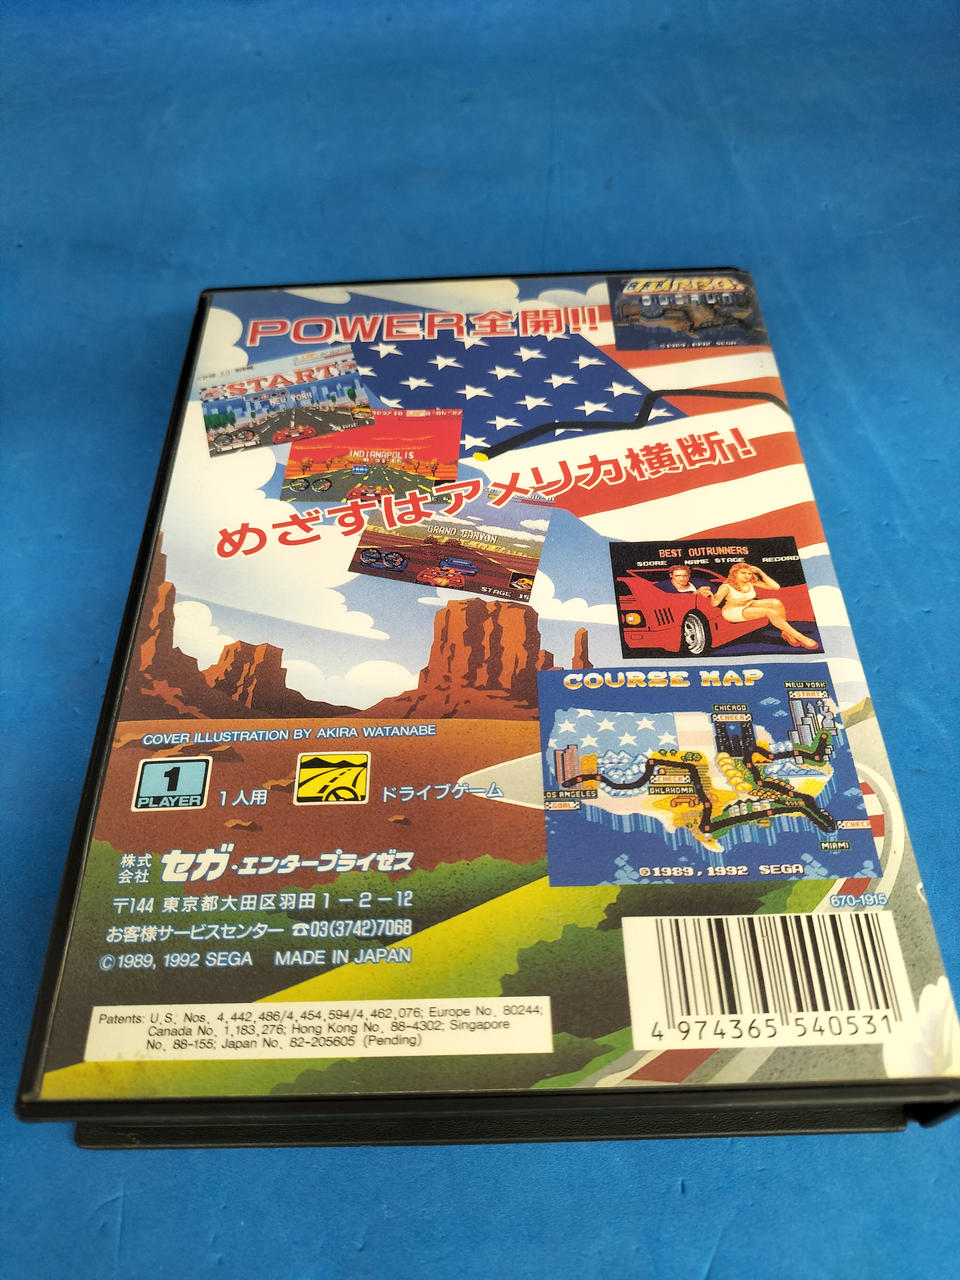 POWER全開!!
TURBO
OUTRUN
©1989, 1992 SEGA
START
NEW YORK
INDIANAPOLIS
めざすはアメリカ横断!
GRAND CANYON
STAGE 15
BEST OUTRUNNERS
SCORE NAME STAGE RECORD
COURSE MAP
NEW YORK
START
CHICAGO
CHECK
CHECK
OKLAHOMA
LOS ANGELES
GOAL
CHECK
MIAMI
©1989, 1992 SEGA
COVER ILLUSTRATION BY AKIRA WATANABE
1
PLAYER
1人用
ドライブゲーム
株式会社 セガ・エンタープライゼス
〒144 東京都大田区羽田1-2-12
お客様サービスセンター ☎03(3742)7068
©1989, 1992 SEGA MADE IN JAPAN
670-1915
Patents: U.S. Nos. 4,442,486/4,454,594/4,462,076; Europe No. 80244;
Canada No. 1,183,276; Hong Kong No. 88-4302; Singapore
No. 88-155; Japan No. 82-205605 (Pending)
4 974365 540531